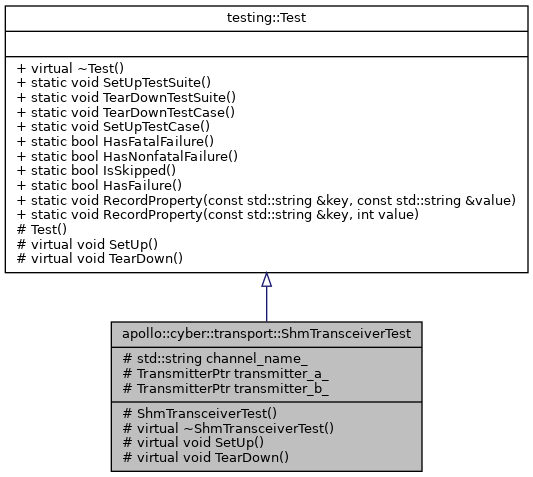 testing::Test
+ virtual ~Test()
+ static void SetUpTestSuite()
+ static void TearDownTestSuite()
+ static void TearDownTestCase()
+ static void SetUpTestCase()
+ static bool HasFatalFailure()
+ static bool HasNonfatalFailure()
+ static bool IsSkipped()
+ static bool HasFailure()
+ static void RecordProperty(const std::string &key, const std::string &value)
+ static void RecordProperty(const std::string &key, int value)
# Test()
# virtual void SetUp()
# virtual void TearDown()
apollo::cyber::transport::ShmTransceiverTest
# std::string channel_name_
# TransmitterPtr transmitter_a_
# TransmitterPtr transmitter_b_
# ShmTransceiverTest()
# virtual ~ShmTransceiverTest()
# virtual void SetUp()
# virtual void TearDown()